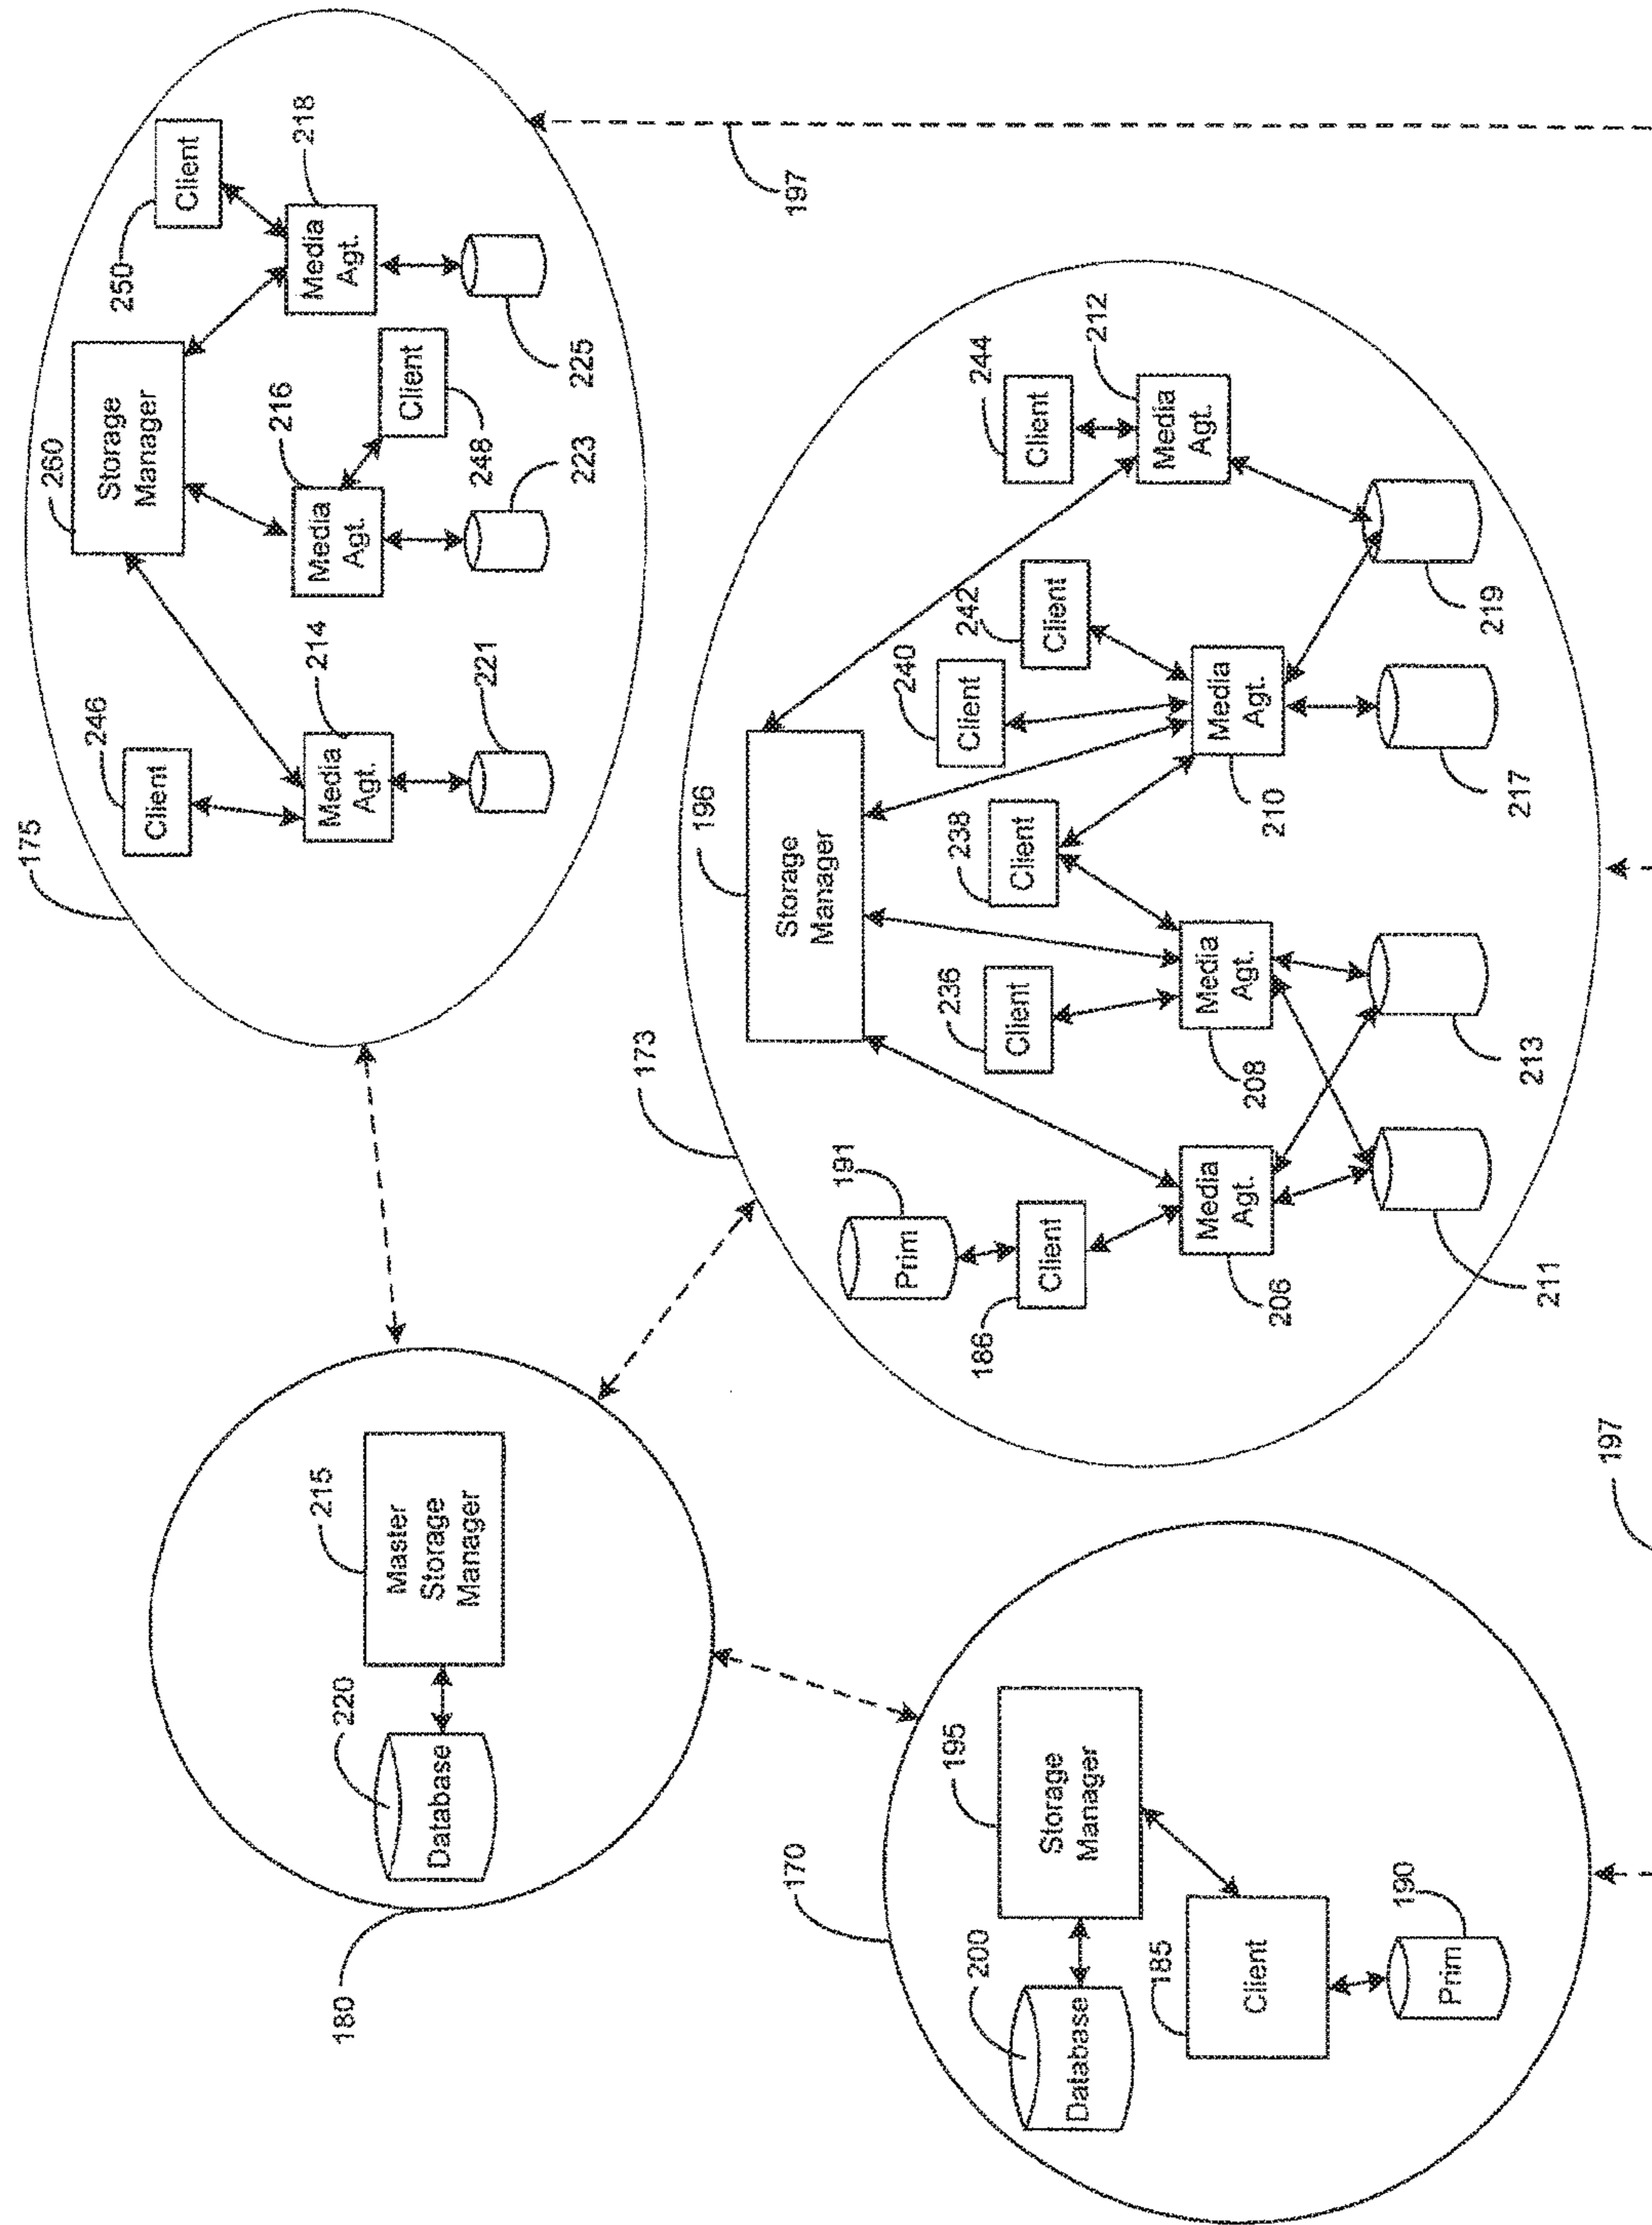 180
220
Database
215
Master
Storage
Manager
175
246
Client
214
Media
Agt.
221
260
Storage
Manager
216
Media
Agt.
Client
248
223
250
Client
218
Media
Agt.
225
170
200
Database
195
Storage
Manager
185
Client
190
Prim
173
191
Prim
186
Client
196
Storage
Manager
236
Client
238
Client
240
Client
242
Client
244
Client
206
Media
Agt.
208
Media
Agt.
210
Media
Agt.
212
Media
Agt.
211
213
217
219
197
197